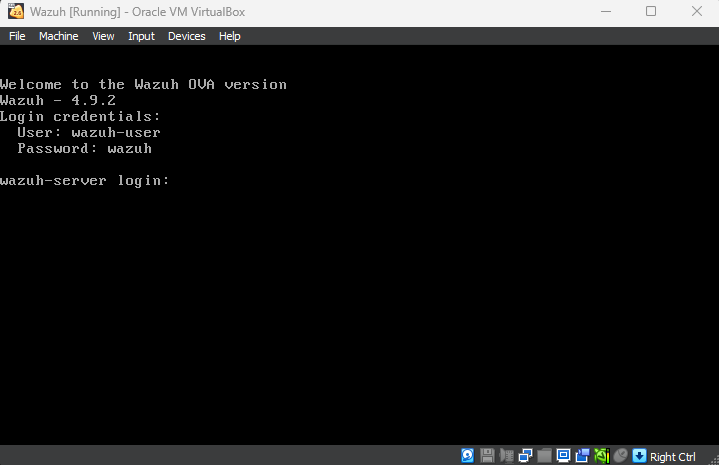 Wazuh [Running] - Oracle VM VirtualBox
File Machine View Input Devices Help
Welcome to the Wazuh OVA version
Wazuh - 4.9.2
Login credentials:
User: wazuh-user
Password: wazuh
wazuh-server login:
Right Ctrl